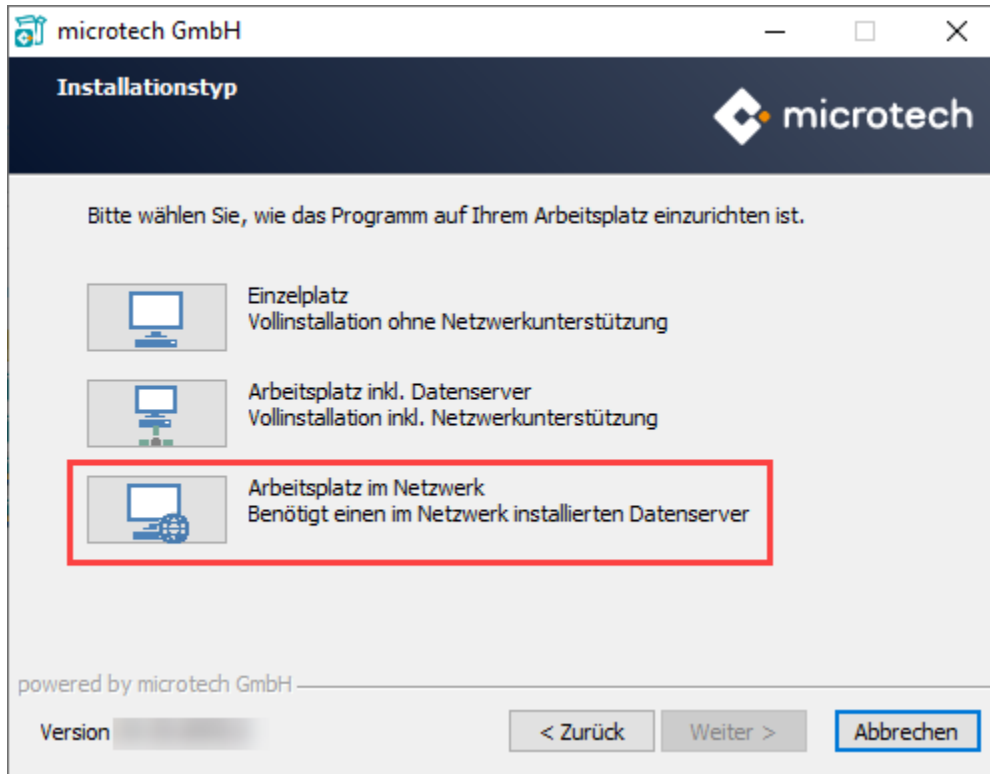 microtech GmbH
Installationstyp
microtech
Bitte wählen Sie, wie das Programm auf Ihrem Arbeitsplatz einzurichten ist.
Einzelplatz
Vollinstallation ohne Netzwerkunterstützung
Arbeitsplatz inkl. Datenserver
Vollinstallation inkl. Netzwerkunterstützung
Arbeitsplatz im Netzwerk
Benötigt einen im Netzwerk installierten Datenserver
powered by microtech GmbH
Version
< Zurück
Weiter >
Abbrechen